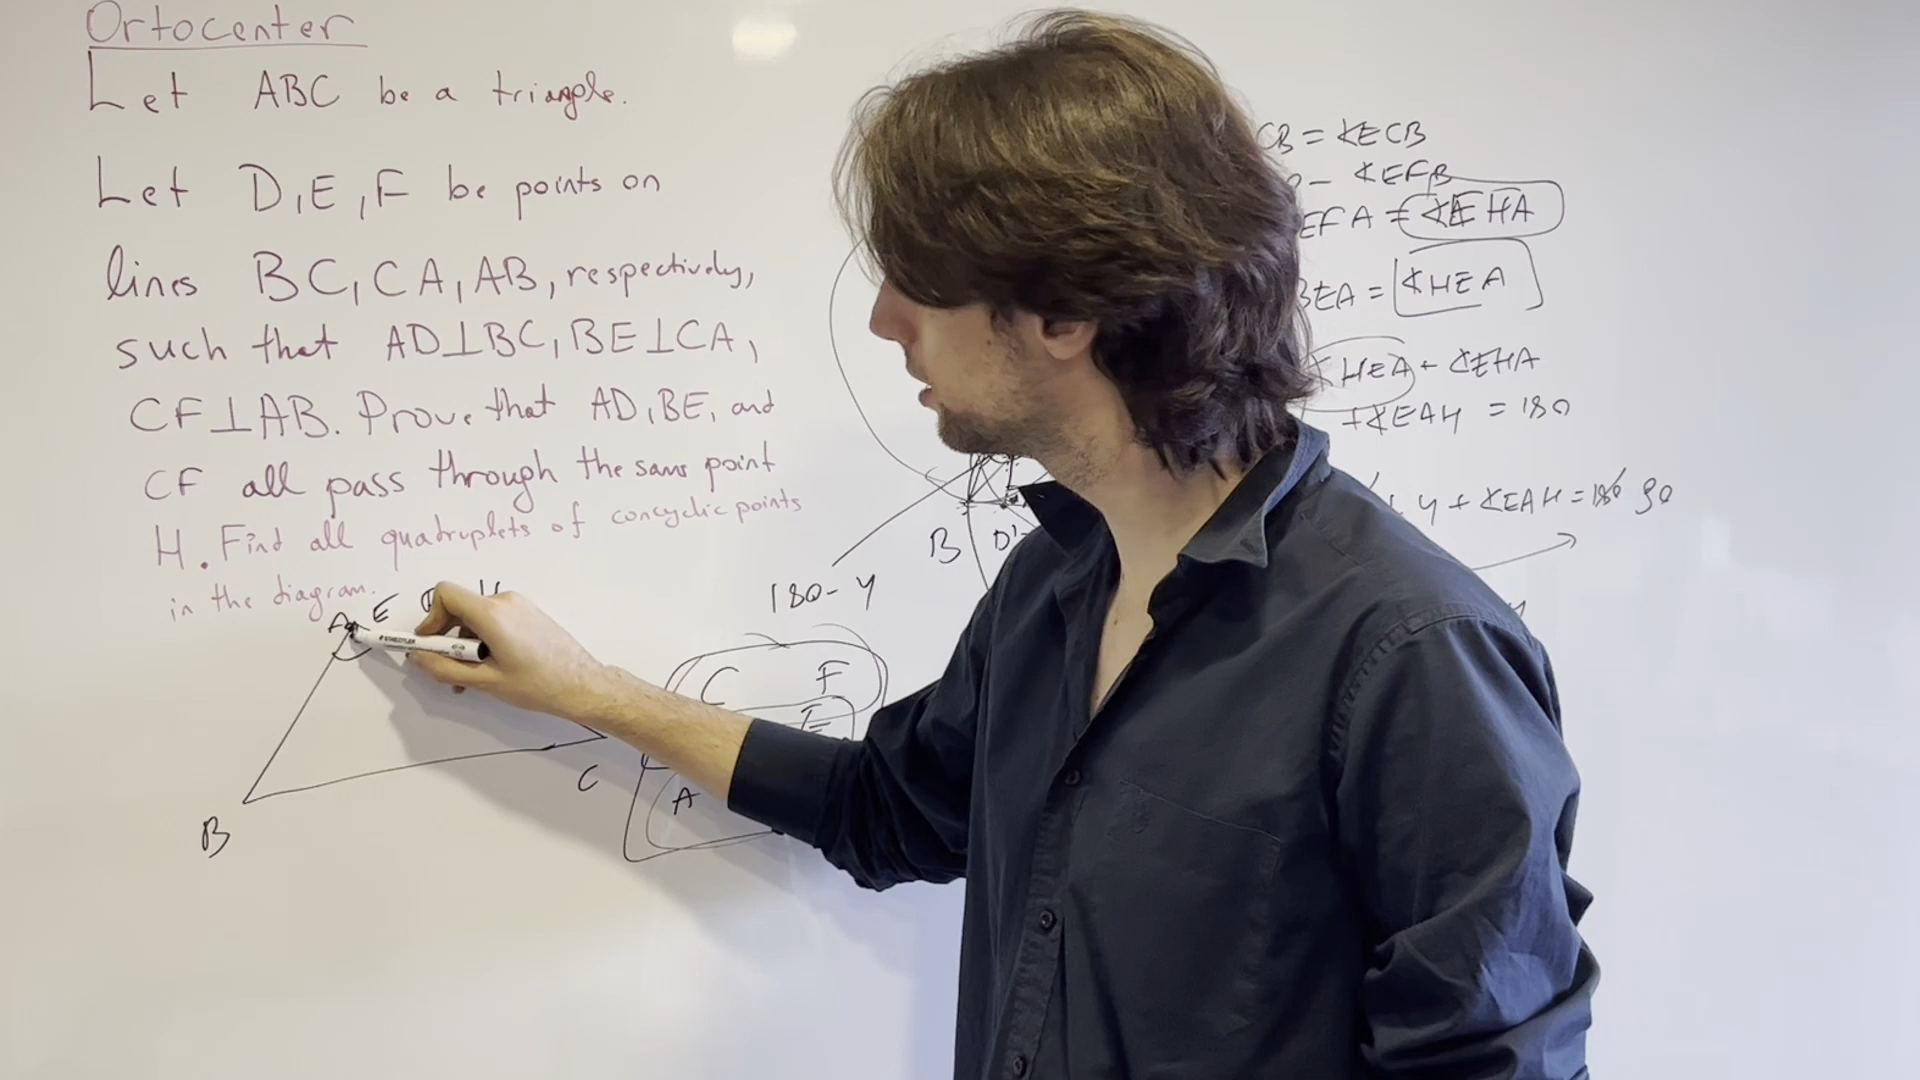 Ortocenter
Let ABC be a triangle.
Let D, E, F be points on
lines BC, CA, AB, respectively,
such that AD⊥BC, BE⊥CA,
CF⊥AB. Prove that AD, BE, and
CF all pass through the same point
H. Find all quadruplets of concyclic points
in the diagram.
A E
B
C
C F
E
A
180-y
B D'
CB = ∡ECB
- ∡EFB
EFA = ∡EHA
BEA = ∡HEA
∡HEA + ∡EHA
+ ∡EAH = 180
y + ∡EAH = 180 90
STAEDTLER